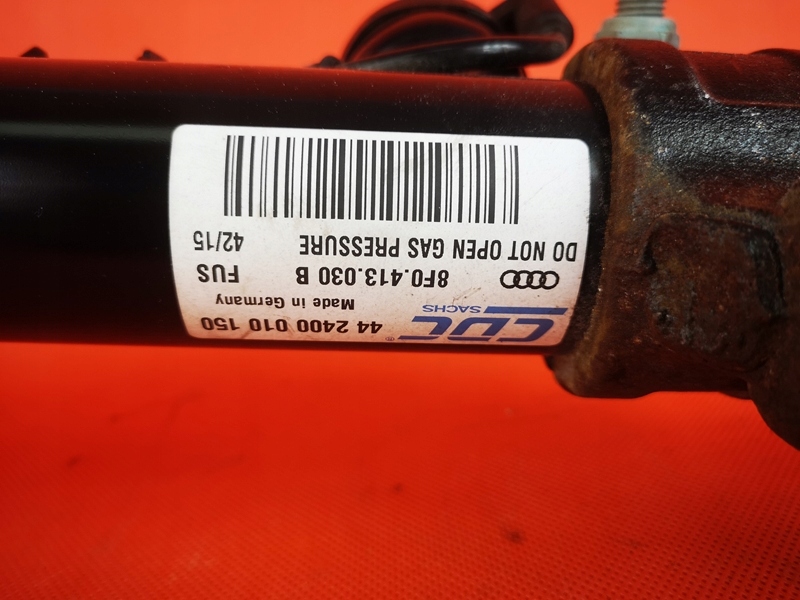 CDC® 44 2400 010 150
SACHS
Made in Germany
8F0.413.030 B FUS
DO NOT OPEN GAS PRESSURE 42/15